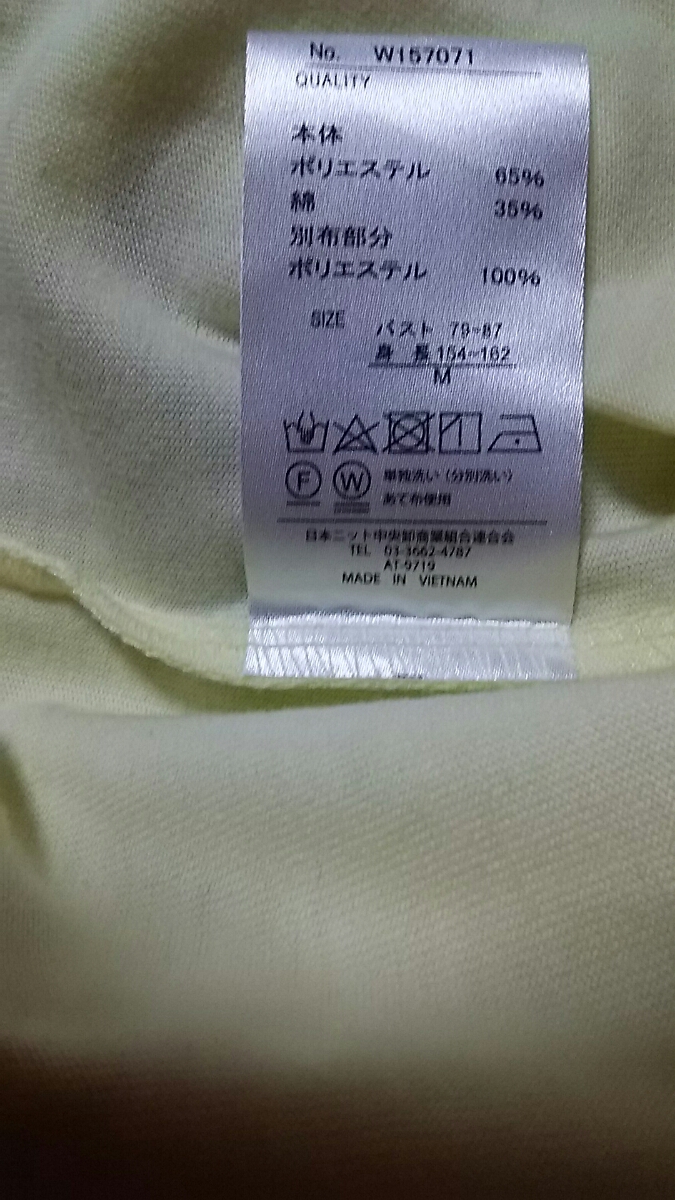 No. W157071
QUALITY
本体
ポリエステル 65%
綿 35%
別布部分
ポリエステル 100%
SIZE バスト 79~87
身長 154~162
M
F W 単独洗い（分別洗い）
あて布使用
日本ニット中央卸商業組合連合会
TEL 03-3662-4787
AT-9719
MADE IN VIETNAM